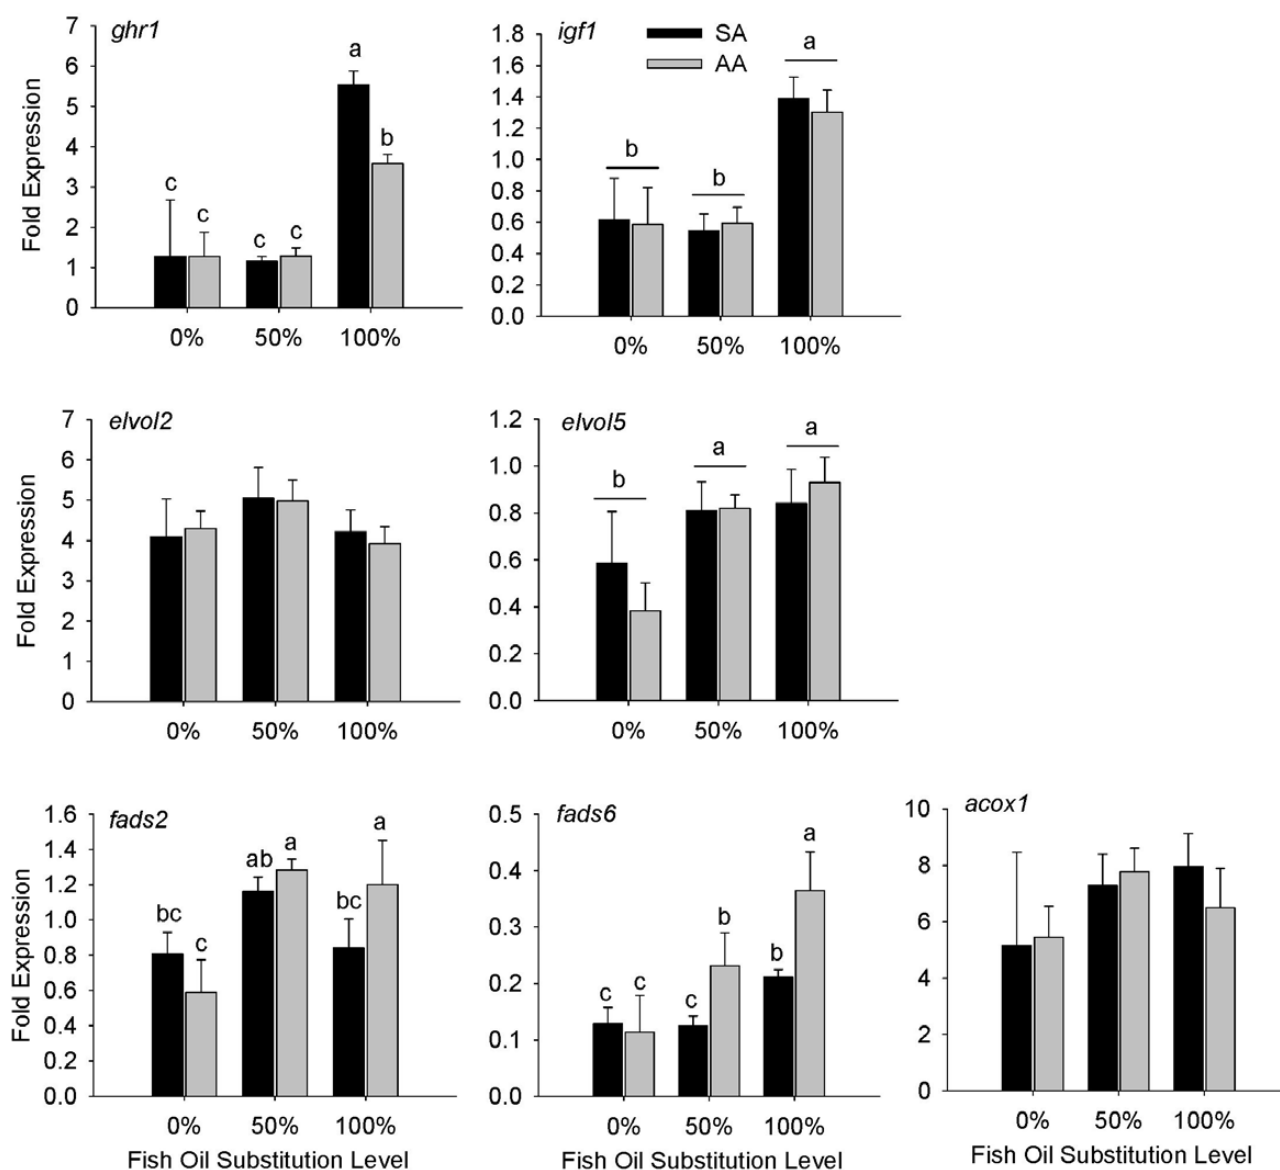 ghr1
Fold Expression
7
6
5
4
3
2
1
0
c
c
c
c
a
b
0%
50%
100%
igf1
SA
AA
1.8
1.6
1.4
1.2
1.0
0.8
0.6
0.4
0.2
0.0
b
b
a
0%
50%
100%
elvol2
Fold Expression
7
6
5
4
3
2
1
0
0%
50%
100%
elvol5
1.2
1.0
0.8
0.6
0.4
0.2
0.0
b
a
a
0%
50%
100%
fads2
Fold Expression
1.6
1.4
1.2
1.0
0.8
0.6
0.4
0.2
0.0
bc
c
ab
a
bc
a
0%
50%
100%
Fish Oil Substitution Level
fads6
0.5
0.4
0.3
0.2
0.1
0.0
c
c
c
b
b
a
0%
50%
100%
Fish Oil Substitution Level
acox1
10
8
6
4
2
0
0%
50%
100%
Fish Oil Substitution Level